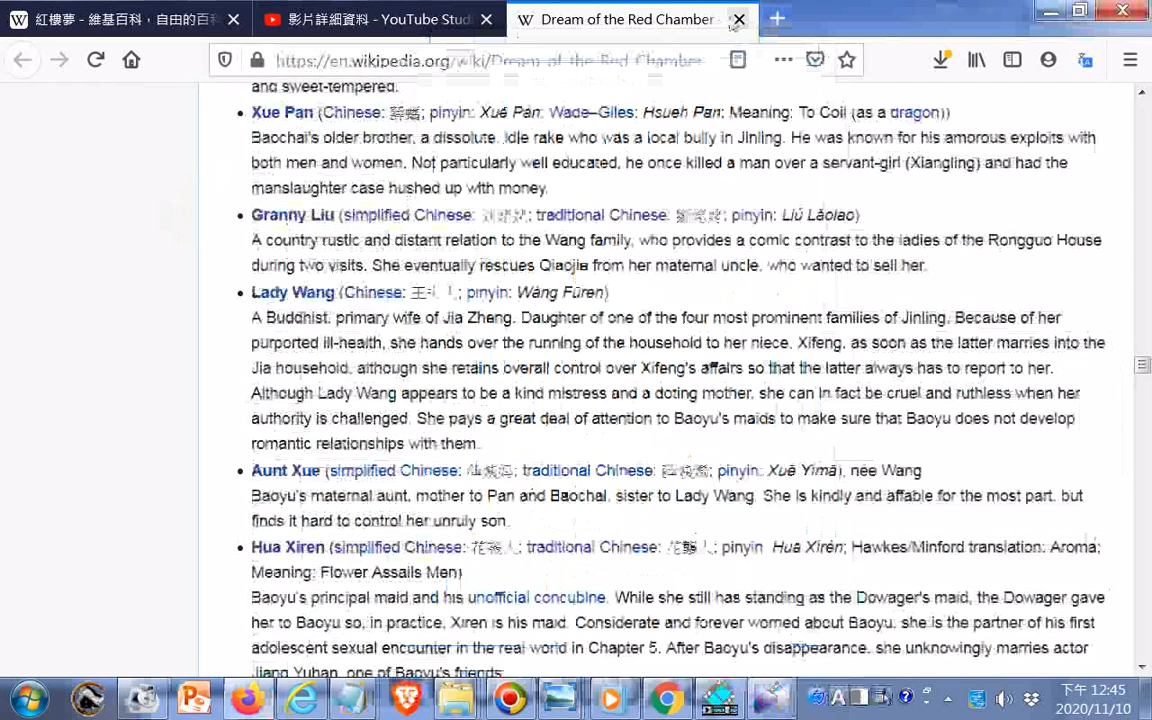 紅樓夢 - 維基百科，自由的百科
影片詳細資料 - YouTube Stud
Dream of the Red Chamber -
https://en.wikipedia.org/wiki/Dream_of_the_Red_Chamber
and sweet-tempered.
Xue Pan (Chinese: 薛蟠; pinyin: Xuē Pán; Wade–Giles: Hsueh Pan; Meaning: To Coil (as a dragon))
Baochai's older brother, a dissolute, idle rake who was a local bully in Jinling. He was known for his amorous exploits with
both men and women. Not particularly well educated, he once killed a man over a servant-girl (Xiangling) and had the
manslaughter case hushed up with money.
Granny Liu (simplified Chinese: ; traditional Chinese: ; pinyin: Liú Lǎolao)
A country rustic and distant relation to the Wang family, who provides a comic contrast to the ladies of the Rongguo House
during two visits. She eventually rescues Qiaojie from her maternal uncle, who wanted to sell her.
Lady Wang (Chinese: 王; pinyin: Wáng Fūren)
A Buddhist, primary wife of Jia Zheng. Daughter of one of the four most prominent families of Jinling. Because of her
purported ill-health, she hands over the running of the household to her niece, Xifeng, as soon as the latter marries into the
Jia household, although she retains overall control over Xifeng's affairs so that the latter always has to report to her.
Although Lady Wang appears to be a kind mistress and a doting mother, she can in fact be cruel and ruthless when her
authority is challenged. She pays a great deal of attention to Baoyu's maids to make sure that Baoyu does not develop
romantic relationships with them.
Aunt Xue (simplified Chinese: ; traditional Chinese: ; pinyin: Xuē Yímā), née Wang
Baoyu's maternal aunt, mother to Pan and Baochai, sister to Lady Wang. She is kindly and affable for the most part, but
finds it hard to control her unruly son.
Hua Xiren (simplified Chinese: 花人; traditional Chinese: 花襲人; pinyin: Huā Xírén; Hawkes/Minford translation: Aroma;
Meaning: Flower Assails Men)
Baoyu's principal maid and his unofficial concubine. While she still has standing as the Dowager's maid, the Dowager gave
her to Baoyu so, in practice, Xiren is his maid. Considerate and forever worried about Baoyu, she is the partner of his first
adolescent sexual encounter in the real world in Chapter 5. After Baoyu's disappearance, she unknowingly marries actor
Jiang Yuhan, one of Baoyu's friends.
下午 12:45
2020/11/10